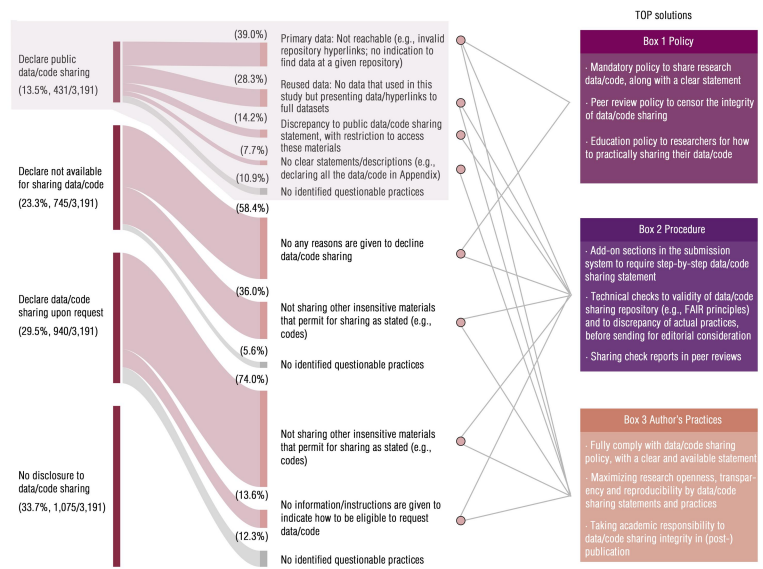 TOP solutions
Declare public
data/code sharing
(13.5%, 431/3,191)
Declare not available
for sharing data/code
(23.3%, 745/3,191)
Declare data/code
sharing upon request
(29.5%, 940/3,191)
No disclosure to
data/code sharing
(33.7%, 1,075/3,191)
(39.0%)
Primary data: Not reachable (e.g., invalid
repository hyperlinks; no indication to
find data at a given repository)
(28.3%)
Reused data: No data that used in this
study but presenting data/hyperlinks to
full datasets
(14.2%)
Discrepancy to public data/code sharing
statement, with restriction to access
these materials
(7.7%)
No clear statements/descriptions (e.g.,
declaring all the data/code in Appendix)
(10.9%)
No identified questionable practices
(58.4%)
No any reasons are given to decline
data/code sharing
(36.0%)
Not sharing other insensitive materials
that permit for sharing as stated (e.g.,
codes)
(5.6%)
No identified questionable practices
(74.0%)
Not sharing other insensitive materials
that permit for sharing as stated (e.g.,
codes)
(13.6%)
No information/instructions are given to
indicate how to be eligible to request
data/code
(12.3%)
No identified questionable practices
Box 1 Policy
· Mandatory policy to share research
data/code, along with a clear statement
· Peer review policy to censor the integrity
of data/code sharing
· Education policy to researchers for how
to practically sharing their data/code
Box 2 Procedure
· Add-on sections in the submission
system to require step-by-step data/code
sharing statement
· Technical checks to validity of data/code
sharing repository (e.g., FAIR principles)
and to discrepancy of actual practices,
before sending for editorial consideration
· Sharing check reports in peer reviews
Box 3 Author's Practices
· Fully comply with data/code sharing
policy, with a clear and available statement
· Maximizing research openness, transpar-
ency and reproducibility by data/code
sharing statements and practices
· Taking academic responsibility to
data/code sharing integrity in (post-)
publication